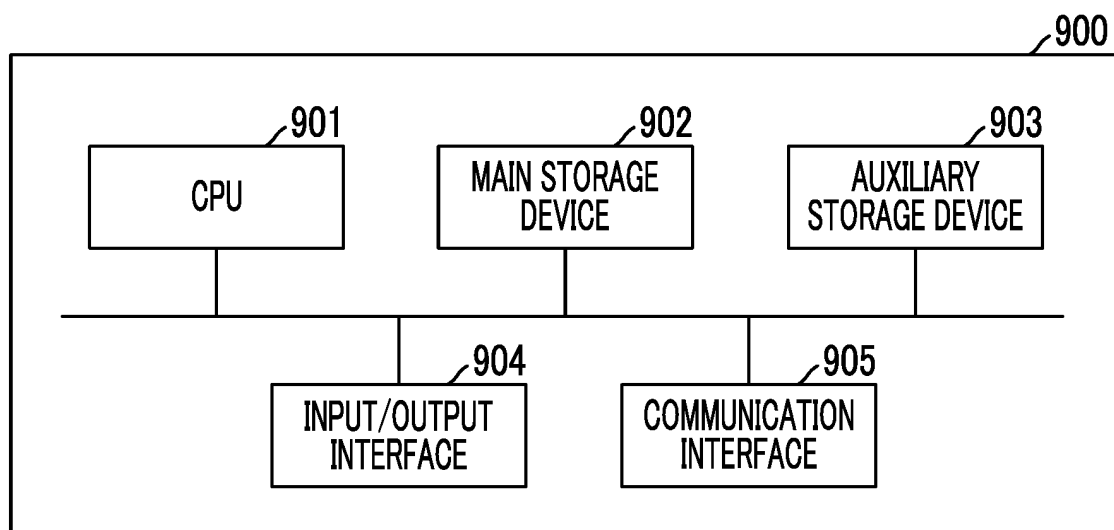 900
901
CPU
902
MAIN STORAGE
DEVICE
903
AUXILIARY
STORAGE DEVICE
904
INPUT/OUTPUT
INTERFACE
905
COMMUNICATION
INTERFACE